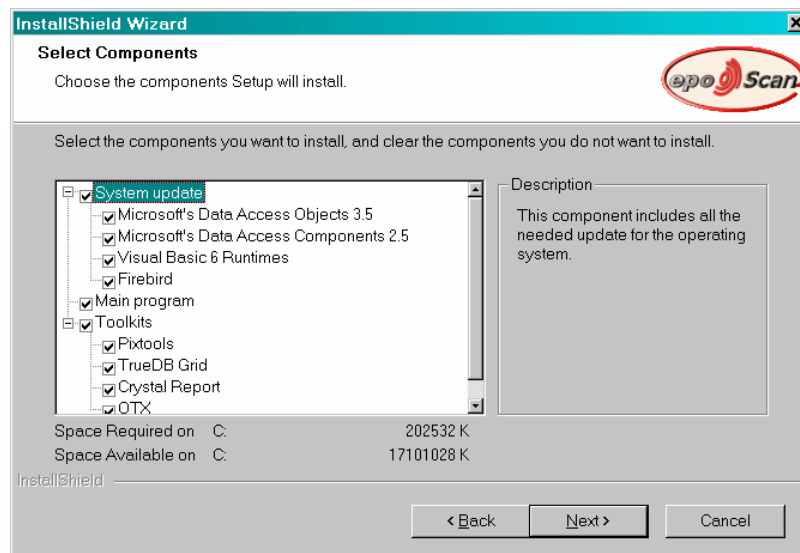 InstallShield Wizard
Select Components
Choose the components Setup will install.
epo Scan
Select the components you want to install, and clear the components you do not want to install.
System update
Microsoft's Data Access Objects 3.5
Microsoft's Data Access Components 2.5
Visual Basic 6 Runtimes
Firebird
Main program
Toolkits
Pixtools
TrueDB Grid
Crystal Report
OTX
Description
This component includes all the
needed update for the operating
system.
Space Required on C: 202532 K
Space Available on C: 17101028 K
InstallShield
< Back Next > Cancel